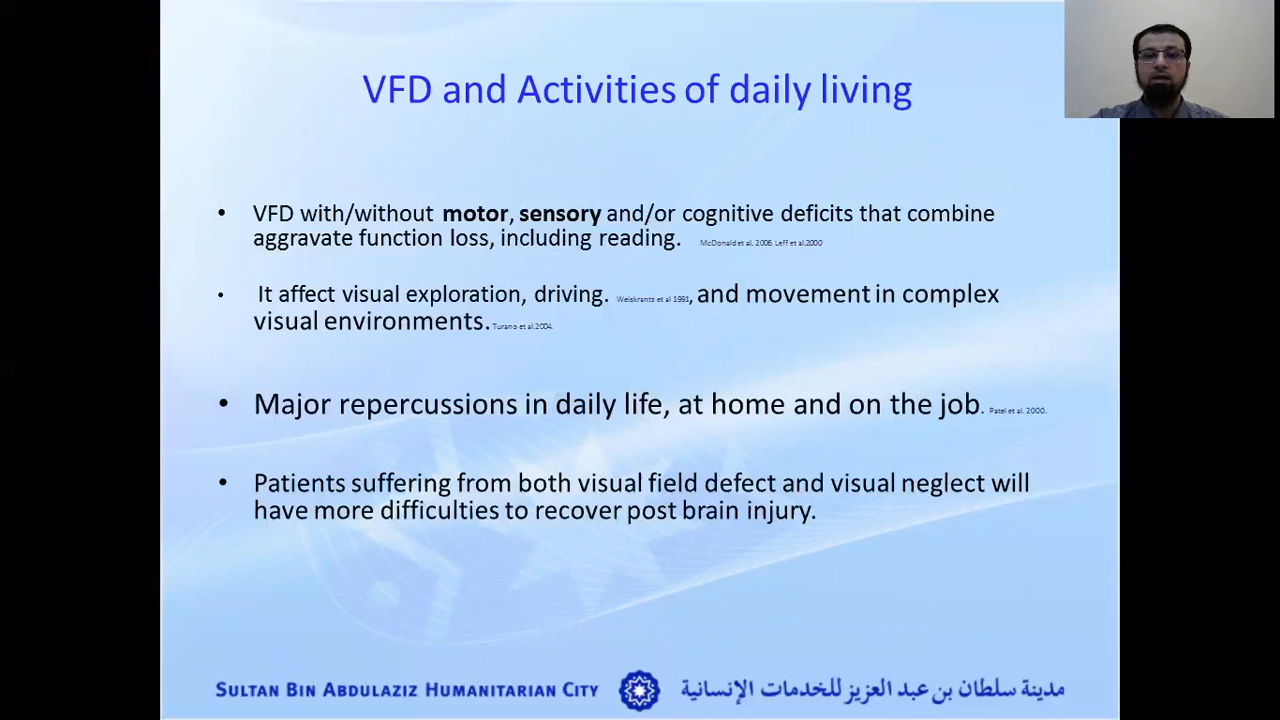 VFD and Activities of daily living
• VFD with/without motor, sensory and/or cognitive deficits that combine
aggravate function loss, including reading. McDonald et al. 2006. Leff et al.2000
• It affect visual exploration, driving. Weiskrantz et al 1991, and movement in complex
visual environments. Turano et al.2004.
• Major repercussions in daily life, at home and on the job. Patel et al. 2000.
• Patients suffering from both visual field defect and visual neglect will
have more difficulties to recover post brain injury.
SULTAN BIN ABDULAZIZ HUMANITARIAN CITY مدينة سلطان بن عبد العزيز للخدمات الإنسانية